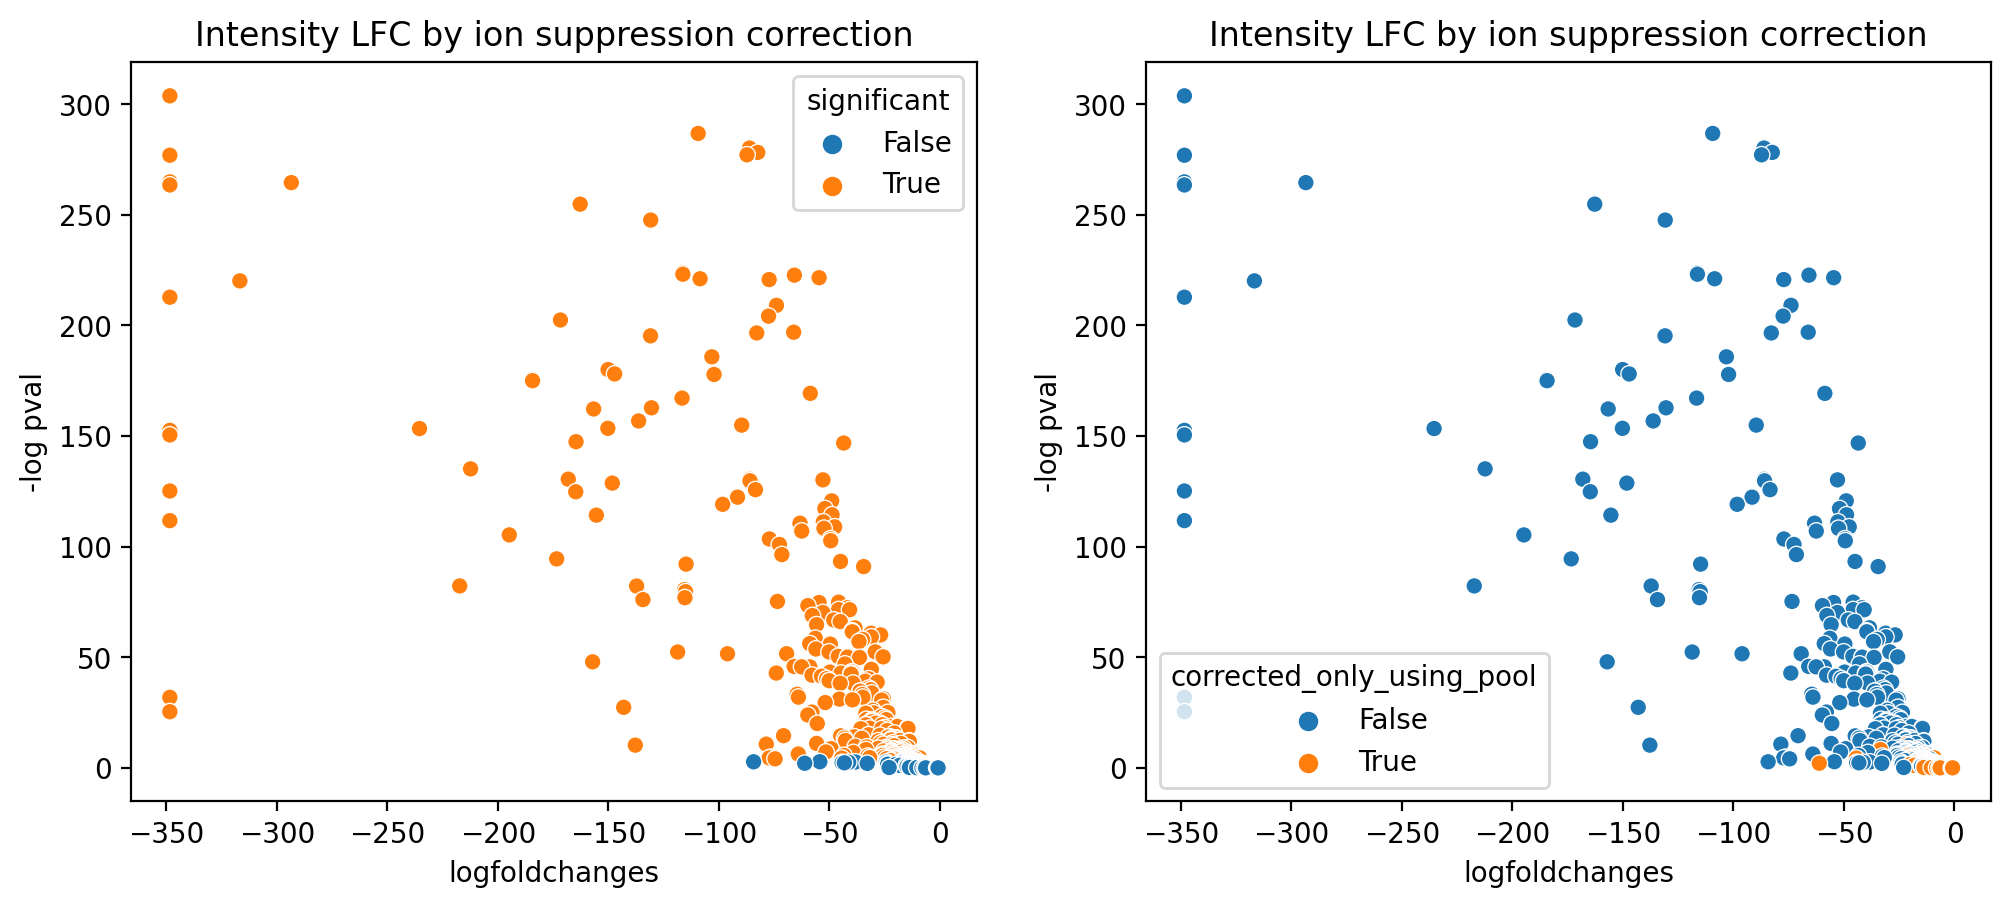 Intensity LFC by ion suppression correction
-log pval
300
250
200
150
100
50
0
−350
−300
−250
−200
−150
−100
−50
0
logfoldchanges
significant
False
True
Intensity LFC by ion suppression correction
-log pval
300
250
200
150
100
50
0
−350
−300
−250
−200
−150
−100
−50
0
logfoldchanges
corrected_only_using_pool
False
True